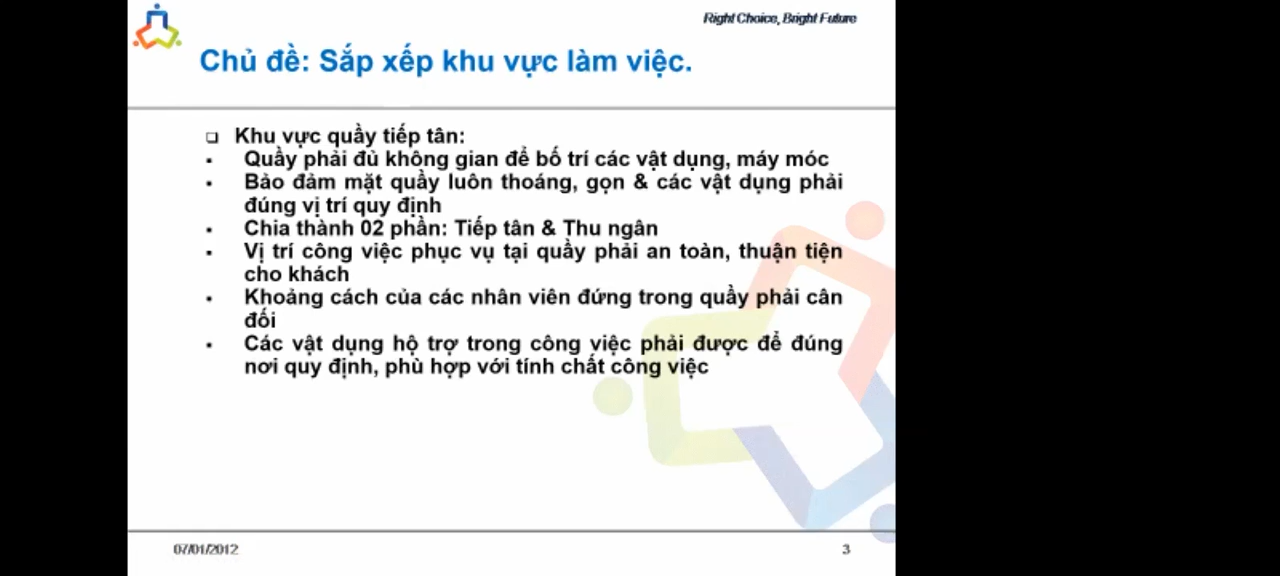 Right Choice, Bright Future
Chủ đề: Sắp xếp khu vực làm việc.
❑ Khu vực quầy tiếp tân:
▪ Quầy phải đủ không gian để bố trí các vật dụng, máy móc
▪ Bảo đảm mặt quầy luôn thoáng, gọn & các vật dụng phải
đúng vị trí quy định
▪ Chia thành 02 phần: Tiếp tân & Thu ngân
▪ Vị trí công việc phục vụ tại quầy phải an toàn, thuận tiện
cho khách
▪ Khoảng cách của các nhân viên đứng trong quầy phải cân
đối
▪ Các vật dụng hộ trợ trong công việc phải được để đúng
nơi quy định, phù hợp với tính chất công việc
07/01/2012
3